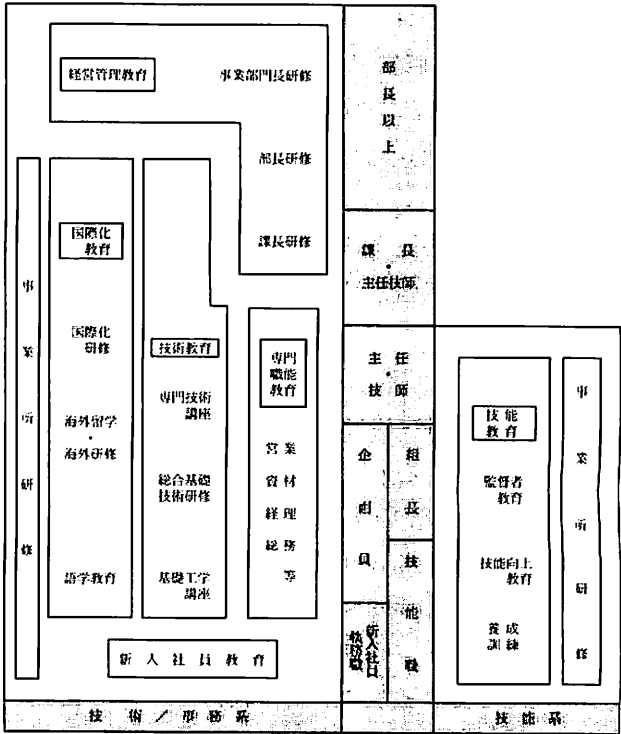 経営管理教育
事業部門長研修
部長研修
課長研修
事業所研修
国際化
教育
国際化
研修
海外留学
・
海外研修
語学教育
技術教育
専門技術
講座
総合基礎
技術研修
基礎工学
講座
専門
職能
教育
営業
資材
経理
総務
等
新入社員教育
部長以上
課長
・
主任技師
主任
・
技師
企画員
組長
技能職
新入社員
執務職
技能
教育
監督者
教育
技能向上
教育
養成
訓練
事業所研修
技術／事務系
技能系